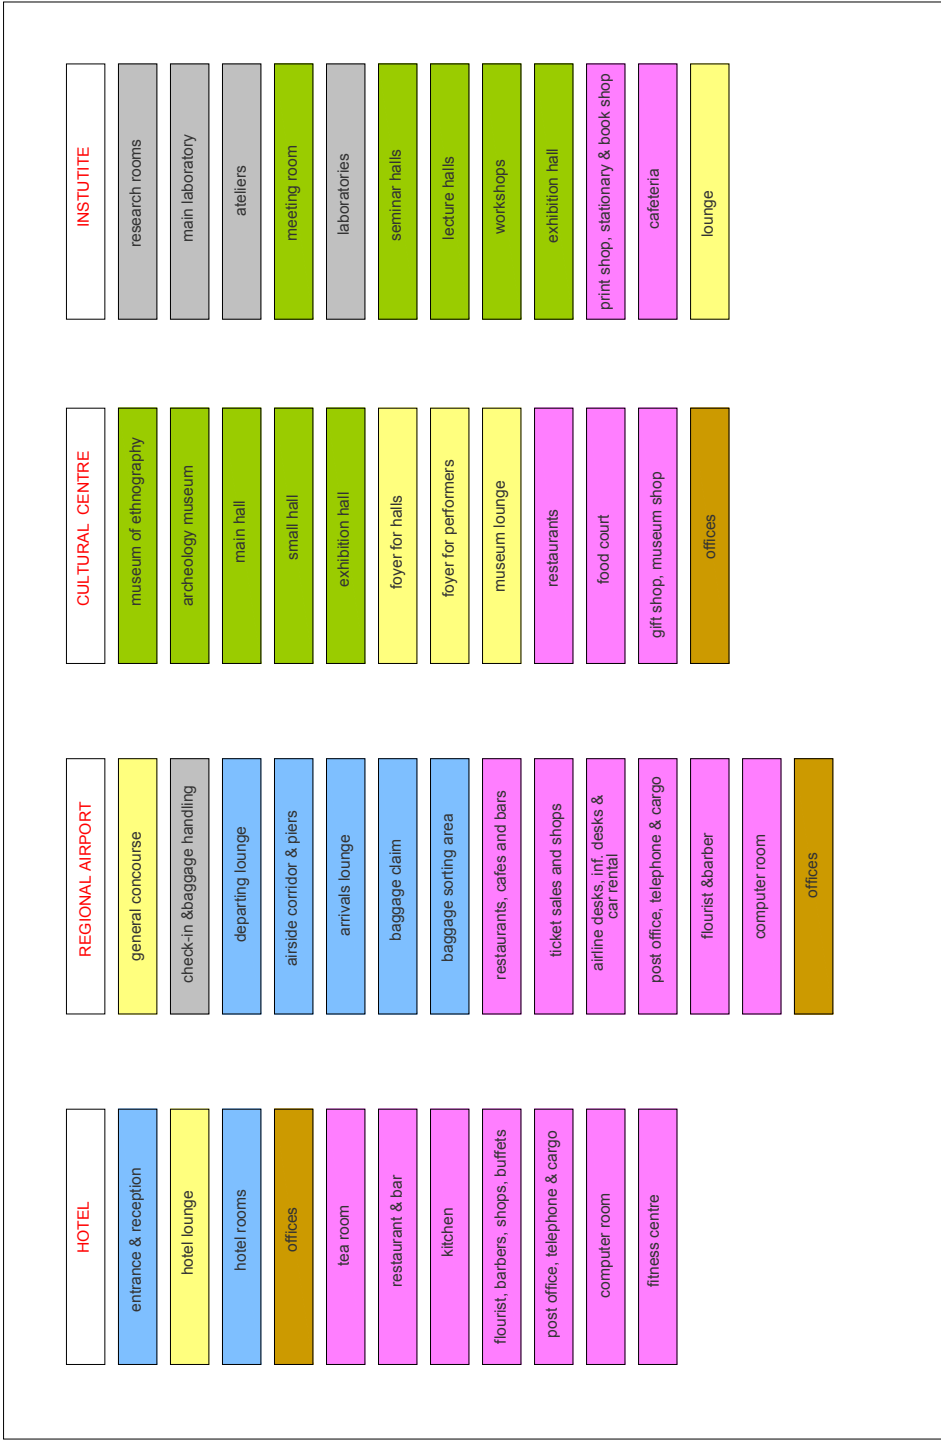 HOTEL
entrance & reception
hotel lounge
hotel rooms
offices
tea room
restaurant & bar
kitchen
flourist, barbers, shops, buffets
post office, telephone & cargo
computer room
fitness centre
REGIONAL AIRPORT
general concourse
check-in &baggage handling
departing lounge
airside corridor & piers
arrivals lounge
baggage claim
baggage sorting area
restaurants, cafes and bars
ticket sales and shops
airline desks, inf. desks &
car rental
post office, telephone & cargo
flourist &barber
computer room
offices
CULTURAL CENTRE
museum of ethnography
archeology museum
main hall
small hall
exhibition hall
foyer for halls
foyer for performers
museum lounge
restaurants
food court
gift shop, museum shop
offices
INSTUTITE
research rooms
main laboratory
ateliers
meeting room
laboratories
seminar halls
lecture halls
workshops
exhibition hall
print shop, stationary & book shop
cafeteria
lounge